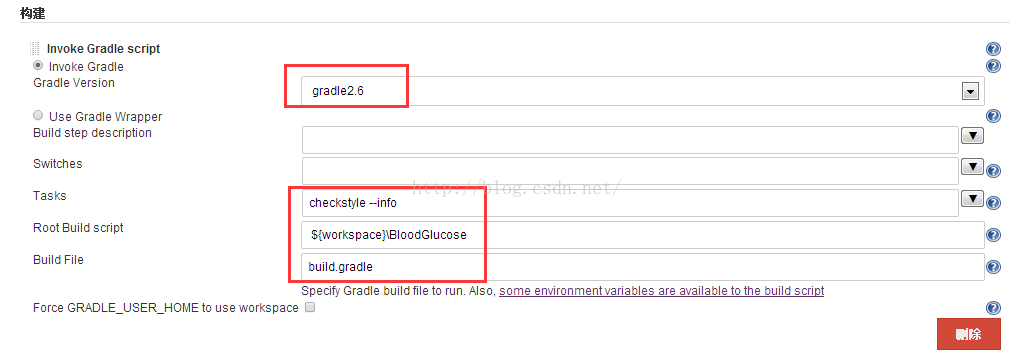 构建
Invoke Gradle script
Invoke Gradle
Gradle Version
gradle2.6
Use Gradle Wrapper
Build step description
Switches
http://blog.csdn.net/
Tasks
checkstyle --info
Root Build script
${workspace}\BloodGlucose
Build File
build.gradle
Specify Gradle build file to run. Also, some environment variables are available to the build script
Force GRADLE_USER_HOME to use workspace
删除